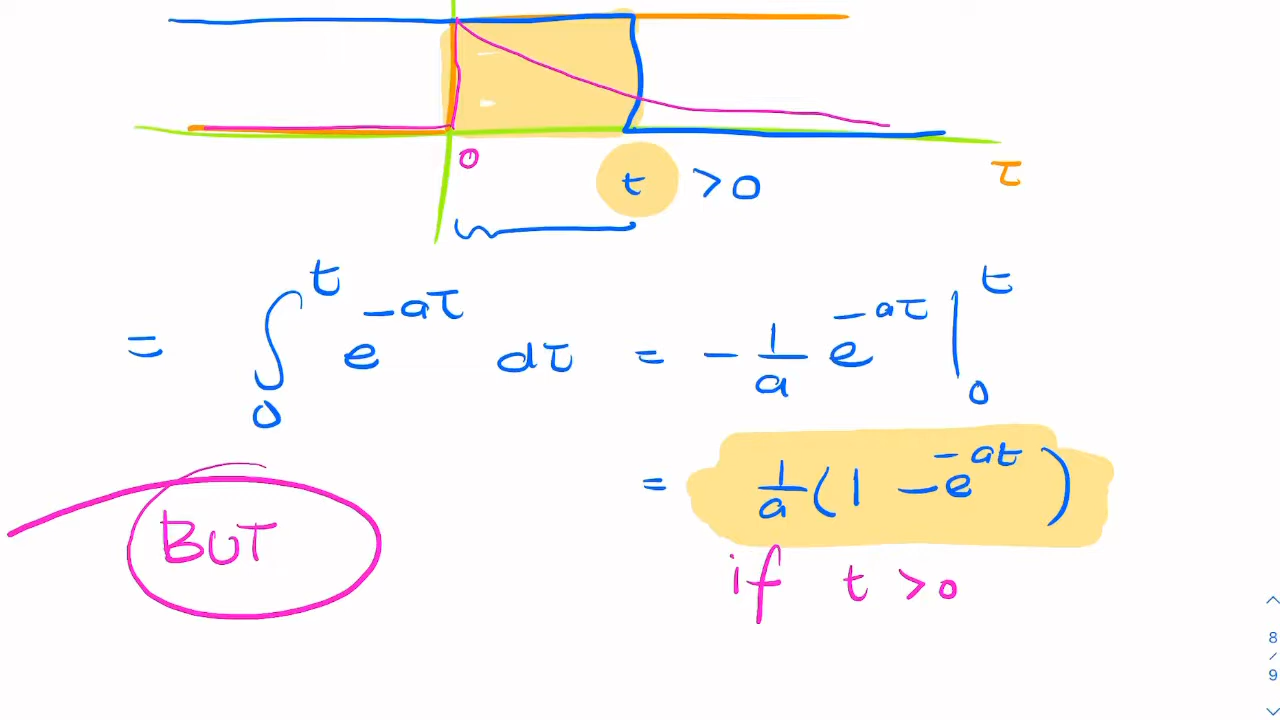 0
t > 0
τ
= ∫₀ᵗ e^{-aτ} dτ = - 1/a e^{-aτ} |₀ᵗ
= 1/a (1 - e^{-at})
BUT
if t > 0
8
/
9